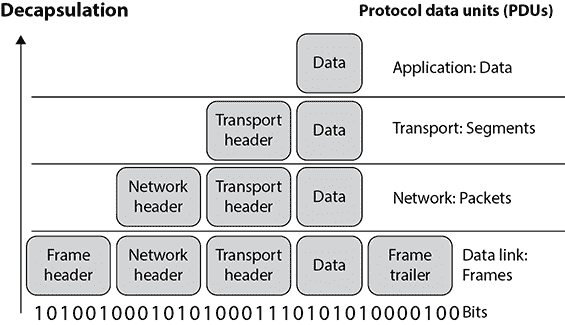 Decapsulation
Protocol data units (PDUs)
Data
Application: Data
Transport
header
Data
Transport: Segments
Network
header
Transport
header
Data
Network: Packets
Frame
header
Network
header
Transport
header
Data
Frame
trailer
Data link:
Frames
101001000101010001110101010000100 Bits